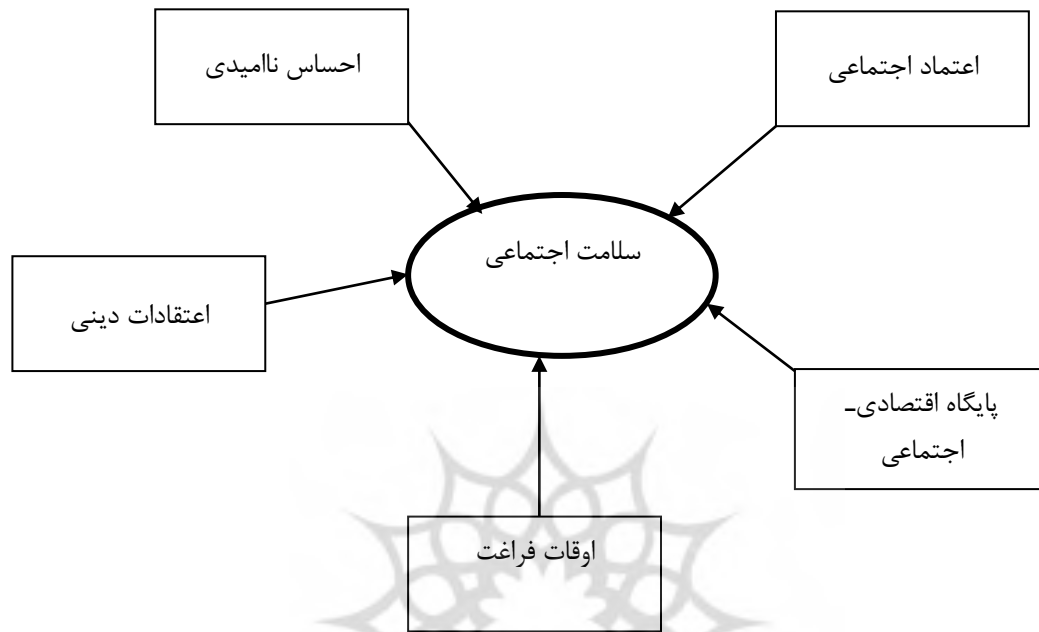 اعتماد اجتماعی
احساس ناامیدی
سلامت اجتماعی
اعتقادات دینی
پایگاه اقتصادی-
اجتماعی
اوقات فراغت